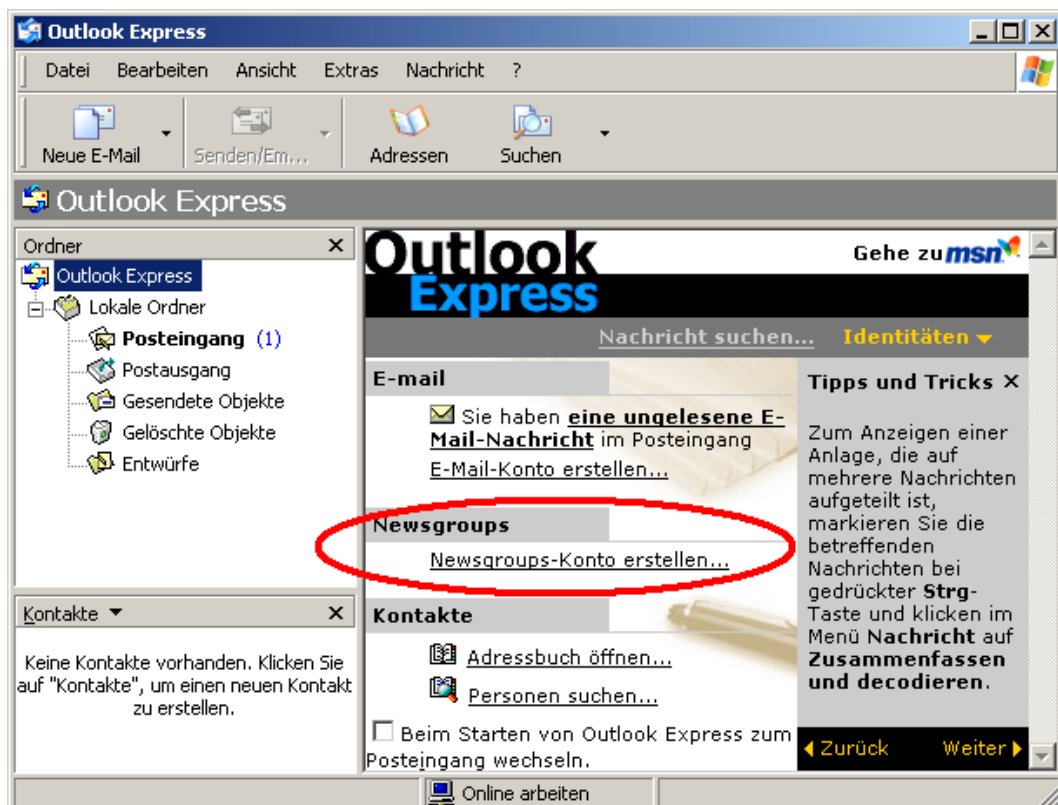 Outlook Express
Datei Bearbeiten Ansicht Extras Nachricht ?
Neue E-Mail Senden/Em... Adressen Suchen
Outlook Express
Ordner
Outlook Express
Lokale Ordner
Posteingang (1)
Postausgang
Gesendete Objekte
Gelöschte Objekte
Entwürfe
Kontakte
Keine Kontakte vorhanden. Klicken Sie
auf "Kontakte", um einen neuen Kontakt
zu erstellen.
Outlook
Express
Gehe zu msn
Nachricht suchen... Identitäten
E-mail
Sie haben eine ungelesene E-
Mail-Nachricht im Posteingang
E-Mail-Konto erstellen...
Newsgroups
Newsgroups-Konto erstellen...
Kontakte
Adressbuch öffnen...
Personen suchen...
Beim Starten von Outlook Express zum
Posteingang wechseln.
Tipps und Tricks
Zum Anzeigen einer
Anlage, die auf
mehrere Nachrichten
aufgeteilt ist,
markieren Sie die
betreffenden
Nachrichten bei
gedrückter Strg-
Taste und klicken im
Menü Nachricht auf
Zusammenfassen
und decodieren.
Zurück Weiter
Online arbeiten